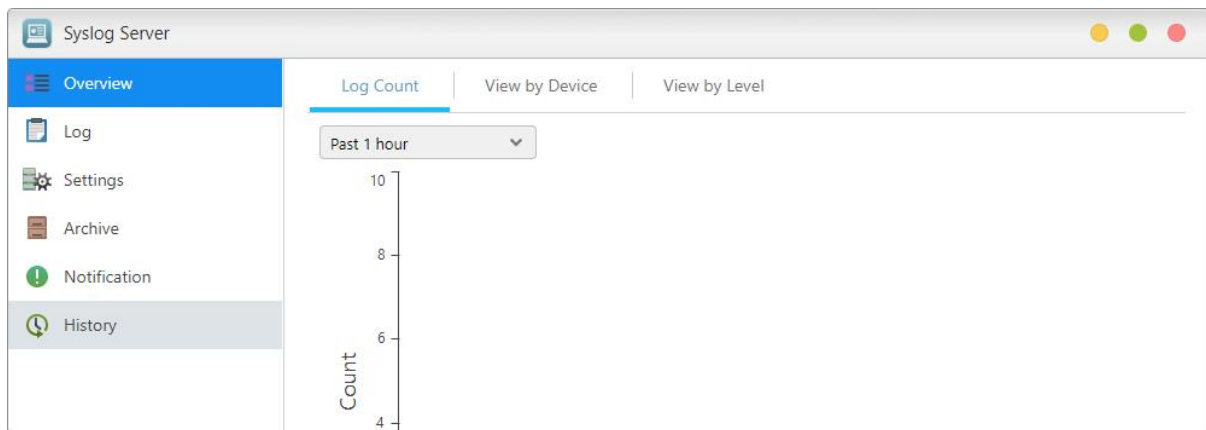 Syslog Server
Overview
Log
Settings
Archive
Notification
History
Log Count
View by Device
View by Level
Past 1 hour
10
8
6
4
Count